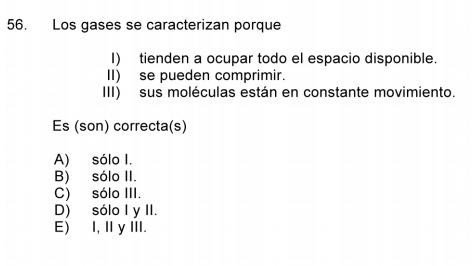 56. Los gases se caracterizan porque
I) tienden a ocupar todo el espacio disponible.
II) se pueden comprimir.
III) sus moléculas están en constante movimiento.
Es (son) correcta(s)
A) sólo I.
B) sólo II.
C) sólo III.
D) sólo I y II.
E) I, II y III.